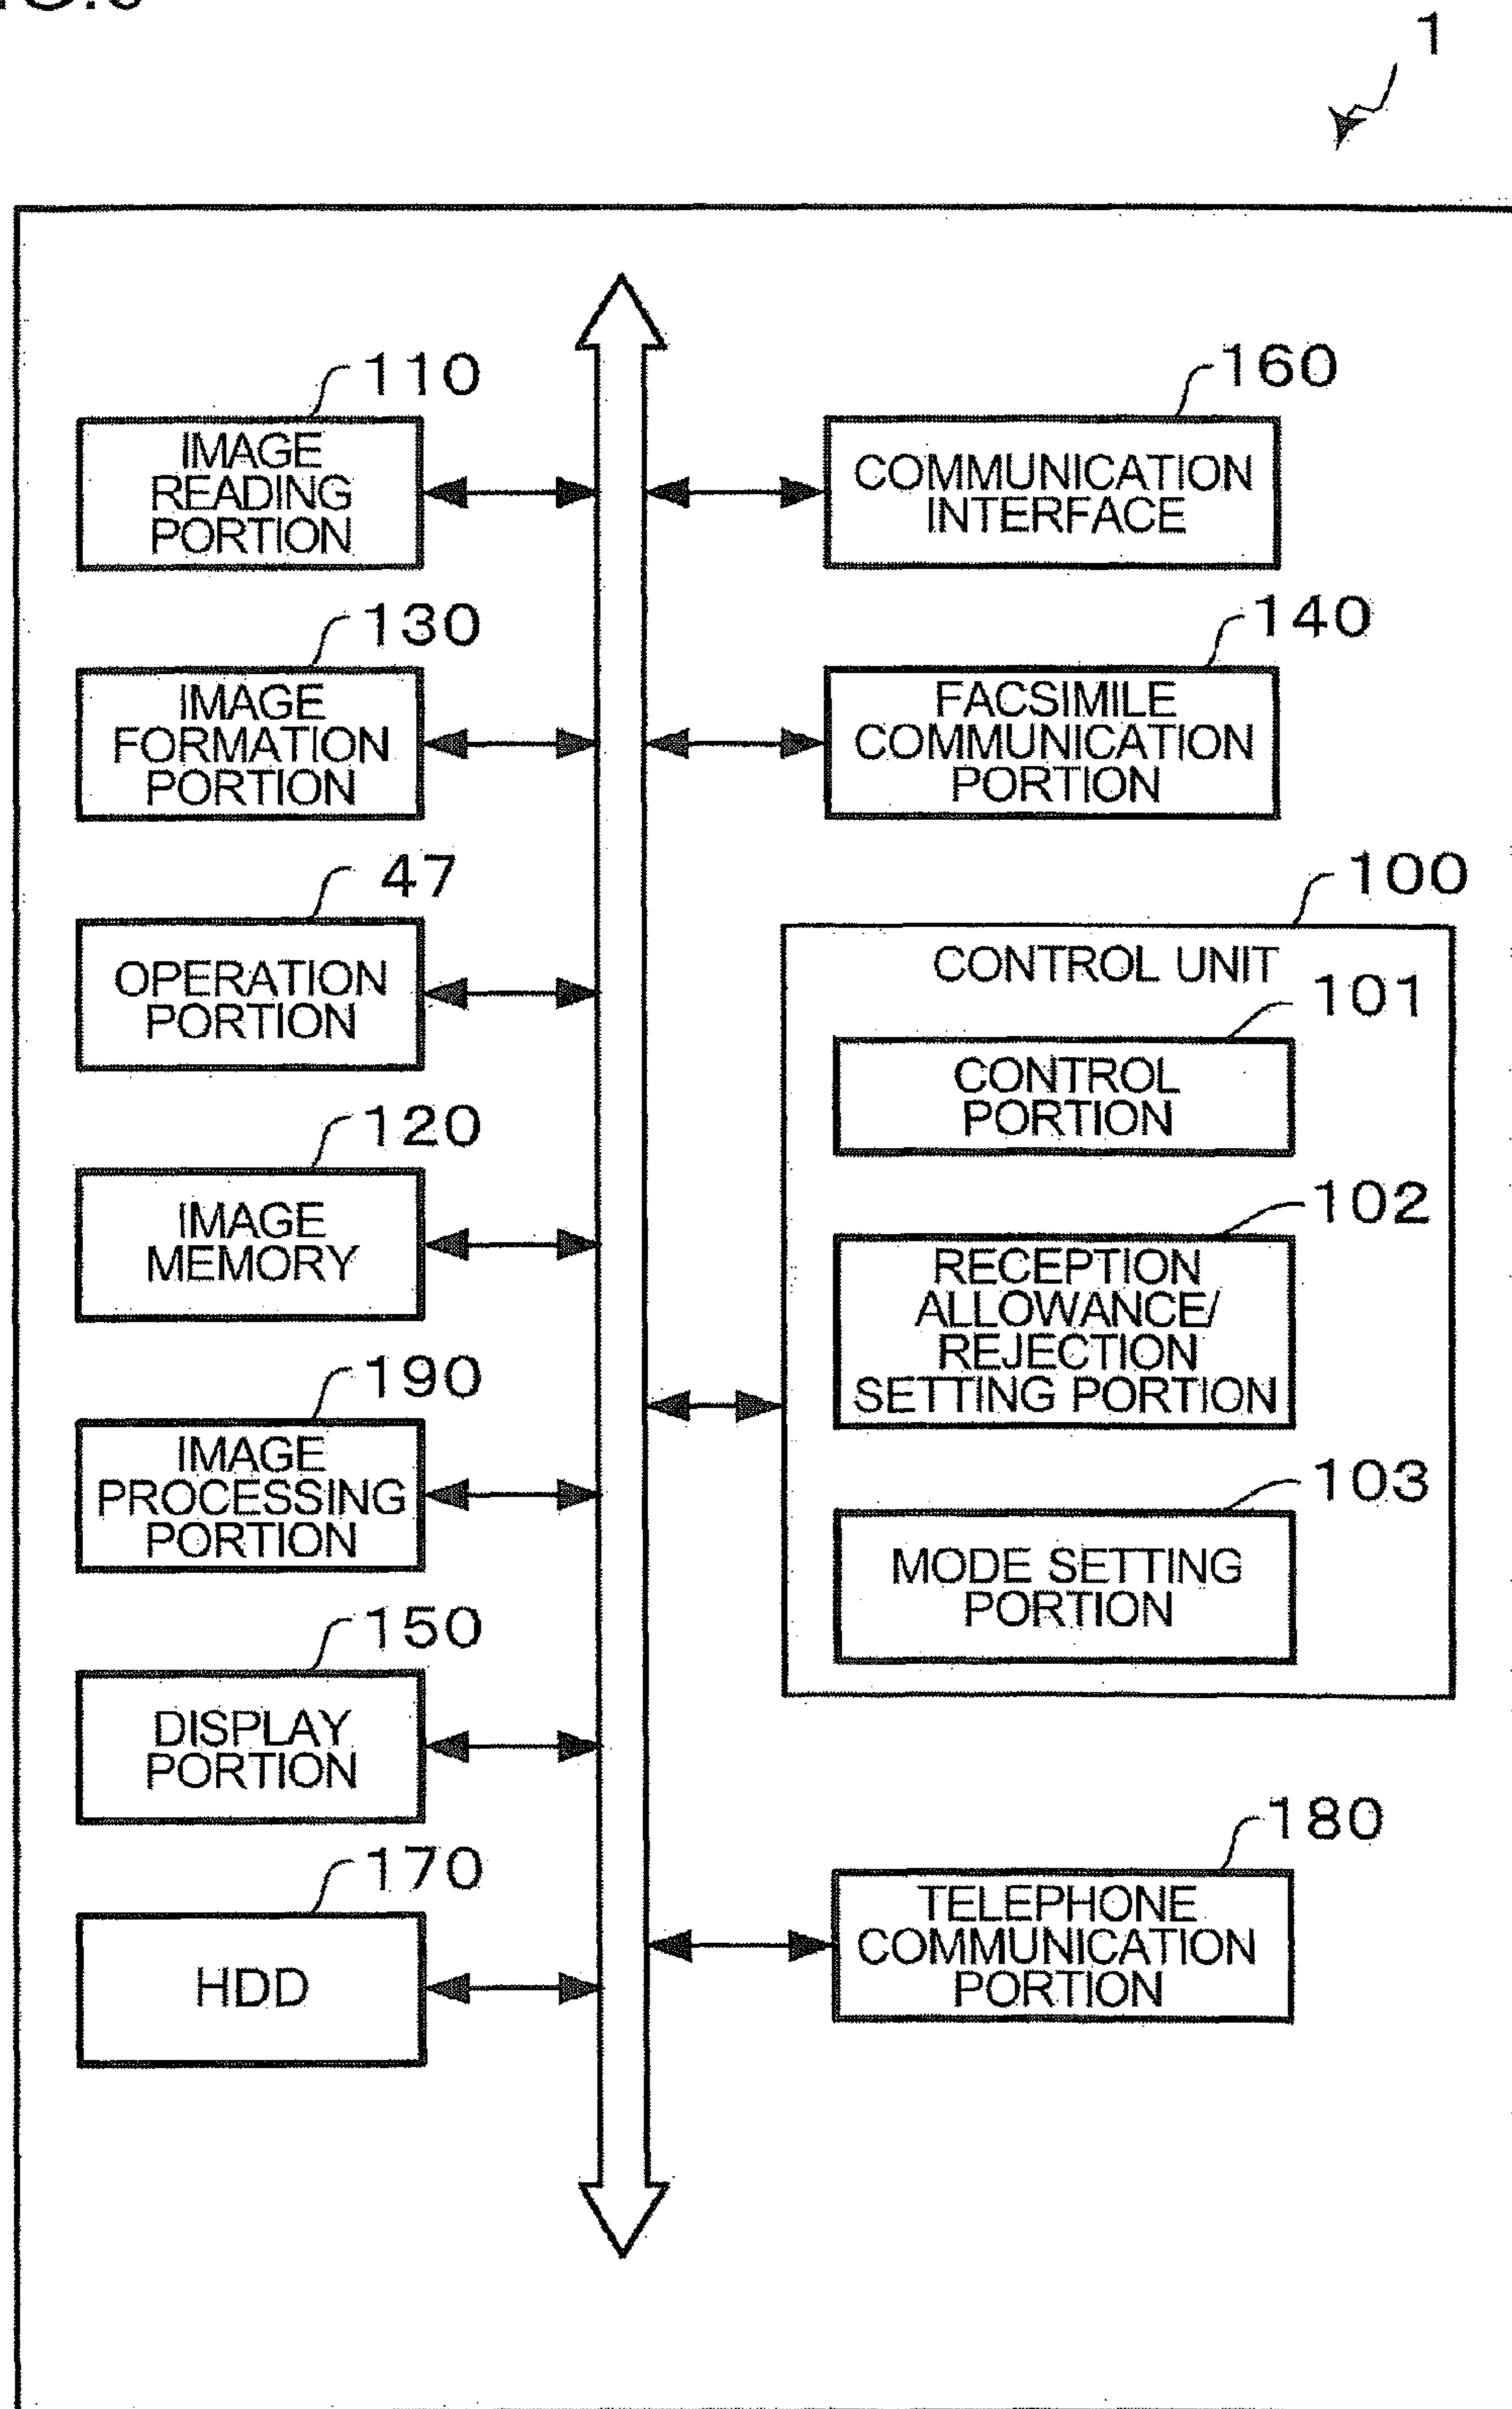 1
110
IMAGE
READING
PORTION
160
COMMUNICATION
INTERFACE
130
IMAGE
FORMATION
PORTION
140
FACSIMILE
COMMUNICATION
PORTION
47
OPERATION
PORTION
100
CONTROL UNIT
101
CONTROL
PORTION
120
IMAGE
MEMORY
102
RECEPTION
ALLOWANCE/
REJECTION
SETTING PORTION
190
IMAGE
PROCESSING
PORTION
103
MODE SETTING
PORTION
150
DISPLAY
PORTION
170
HDD
180
TELEPHONE
COMMUNICATION
PORTION